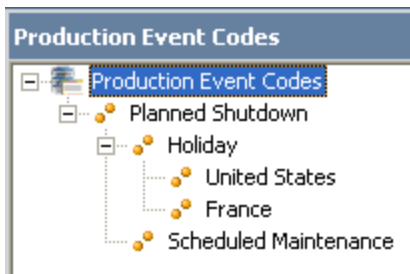 Production Event Codes
Production Event Codes
Planned Shutdown
Holiday
United States
France
Scheduled Maintenance